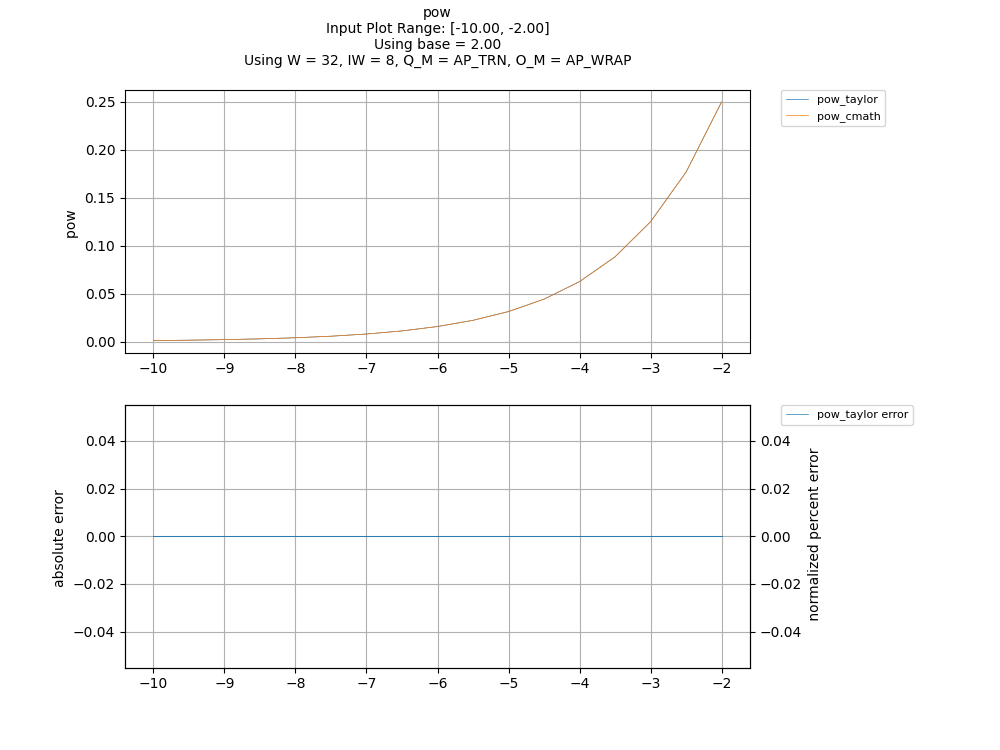 pow
Input Plot Range: [-10.00, -2.00]
Using base = 2.00
Using W = 32, IW = 8, Q_M = AP_TRN, O_M = AP_WRAP
pow_taylor
pow_cmath
pow
0.25
0.20
0.15
0.10
0.05
0.00
−10 −9 −8 −7 −6 −5 −4 −3 −2
pow_taylor error
absolute error
0.04
0.02
0.00
−0.02
−0.04
0.04
0.02
0.00
−0.02
−0.04
normalized percent error
−10 −9 −8 −7 −6 −5 −4 −3 −2